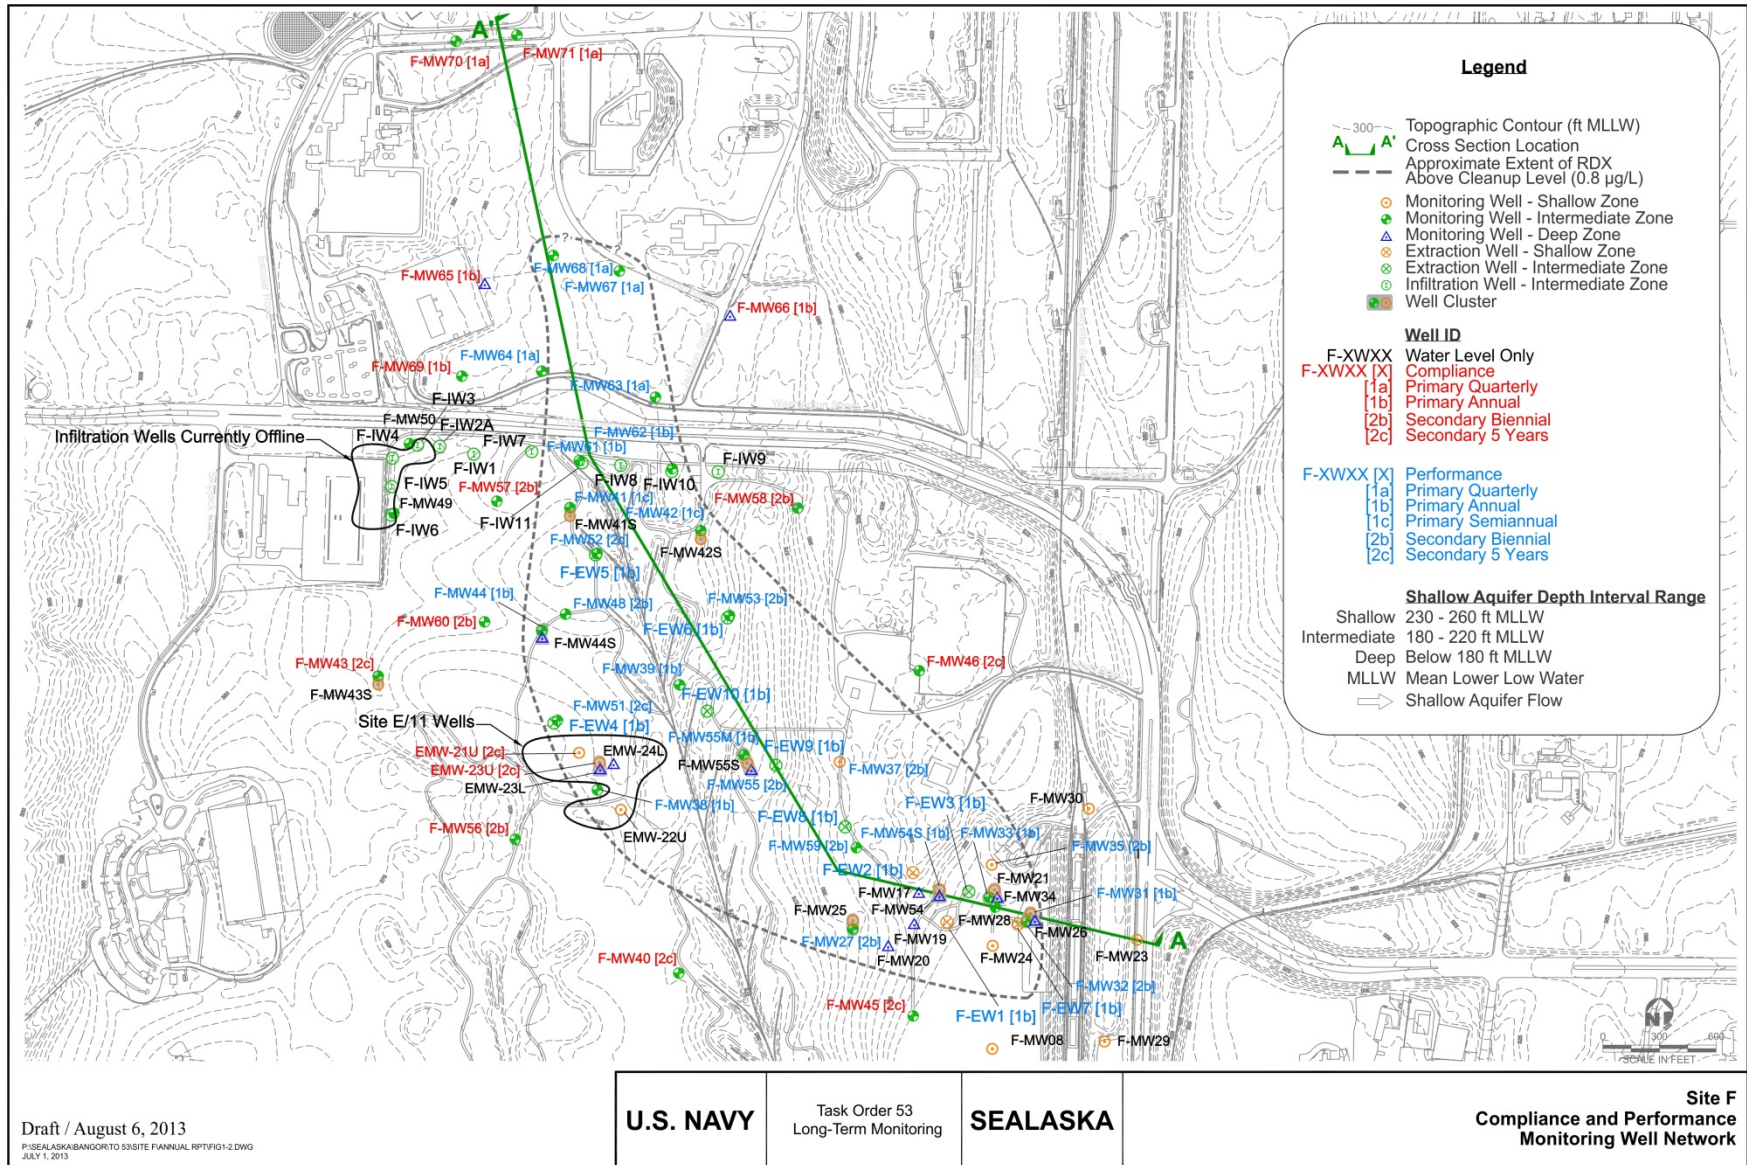 A'
F-MW70 [1a]
F-MW71 [1a]
?
?
F-MW65 [1b]
F-MW68 [1a]
F-MW67 [1a]
F-MW66 [1b]
F-MW64 [1a]
F-MW69 [1b]
F-MW63 [1a]
F-IW3
F-MW50
F-IW2A
Infiltration Wells Currently Offline
F-IW4
F-IW7
F-MW62 [1b]
F-MW61 [1b]
F-IW9
F-IW1
F-IW8
F-IW10
F-IW5
F-MW57 [2b]
F-MW58 [2b]
F-MW49
F-MW41 [1c]
F-MW42 [1c]
F-IW6
F-IW11
F-MW41S
F-MW52 [2c]
F-MW42S
F-EW5 [1b]
F-MW44 [1b]
F-MW48 [2b]
F-MW53 [2b]
F-MW60 [2b]
F-EW6 [1b]
F-MW44S
F-MW43 [2c]
F-MW39 [1b]
F-MW46 [2c]
F-MW43S
F-EW10 [1b]
F-MW51 [2c]
Site E/11 Wells
F-EW4 [1b]
F-MW55M [1b]
F-EW9 [1b]
EMW-21U [2c]
EMW-24L
EMW-23U [2c]
F-MW55S
F-MW37 [2b]
EMW-23L
F-MW55 [2b]
F-MW38 [1b]
F-EW3 [1b]
F-MW30
F-EW8 [1b]
F-MW56 [2b]
EMW-22U
F-MW54S [1b]
F-MW33 [1b]
F-MW59 [2b]
F-MW35 [2b]
F-EW2 [1b]
F-MW21
F-MW17
F-MW34
F-MW31 [1b]
F-MW25
F-MW54
F-MW28
F-MW26
F-MW27 [2b]
F-MW19
A
F-MW20
F-MW24
F-MW23
F-MW40 [2c]
F-MW32 [2b]
F-MW45 [2c]
F-EW1 [1b]
F-EW7 [1b]
F-MW08
F-MW29
Legend
300 Topographic Contour (ft MLLW)
A A' Cross Section Location
Approximate Extent of RDX
Above Cleanup Level (0.8 µg/L)
Monitoring Well - Shallow Zone
Monitoring Well - Intermediate Zone
Monitoring Well - Deep Zone
Extraction Well - Shallow Zone
Extraction Well - Intermediate Zone
Infiltration Well - Intermediate Zone
Well Cluster
Well ID
F-XWXX Water Level Only
F-XWXX [X] Compliance
[1a] Primary Quarterly
[1b] Primary Annual
[2b] Secondary Biennial
[2c] Secondary 5 Years
F-XWXX [X] Performance
[1a] Primary Quarterly
[1b] Primary Annual
[1c] Primary Semiannual
[2b] Secondary Biennial
[2c] Secondary 5 Years
Shallow Aquifer Depth Interval Range
Shallow 230 - 260 ft MLLW
Intermediate 180 - 220 ft MLLW
Deep Below 180 ft MLLW
MLLW Mean Lower Low Water
Shallow Aquifer Flow
N
0 300 600
SCALE IN FEET
Draft / August 6, 2013
P:\SEALASKA\BANGOR\TO 53\SITE F\ANNUAL RPT\FIG1-2.DWG
JULY 1, 2013
U.S. NAVY
Task Order 53
Long-Term Monitoring
SEALASKA
Site F
Compliance and Performance
Monitoring Well Network